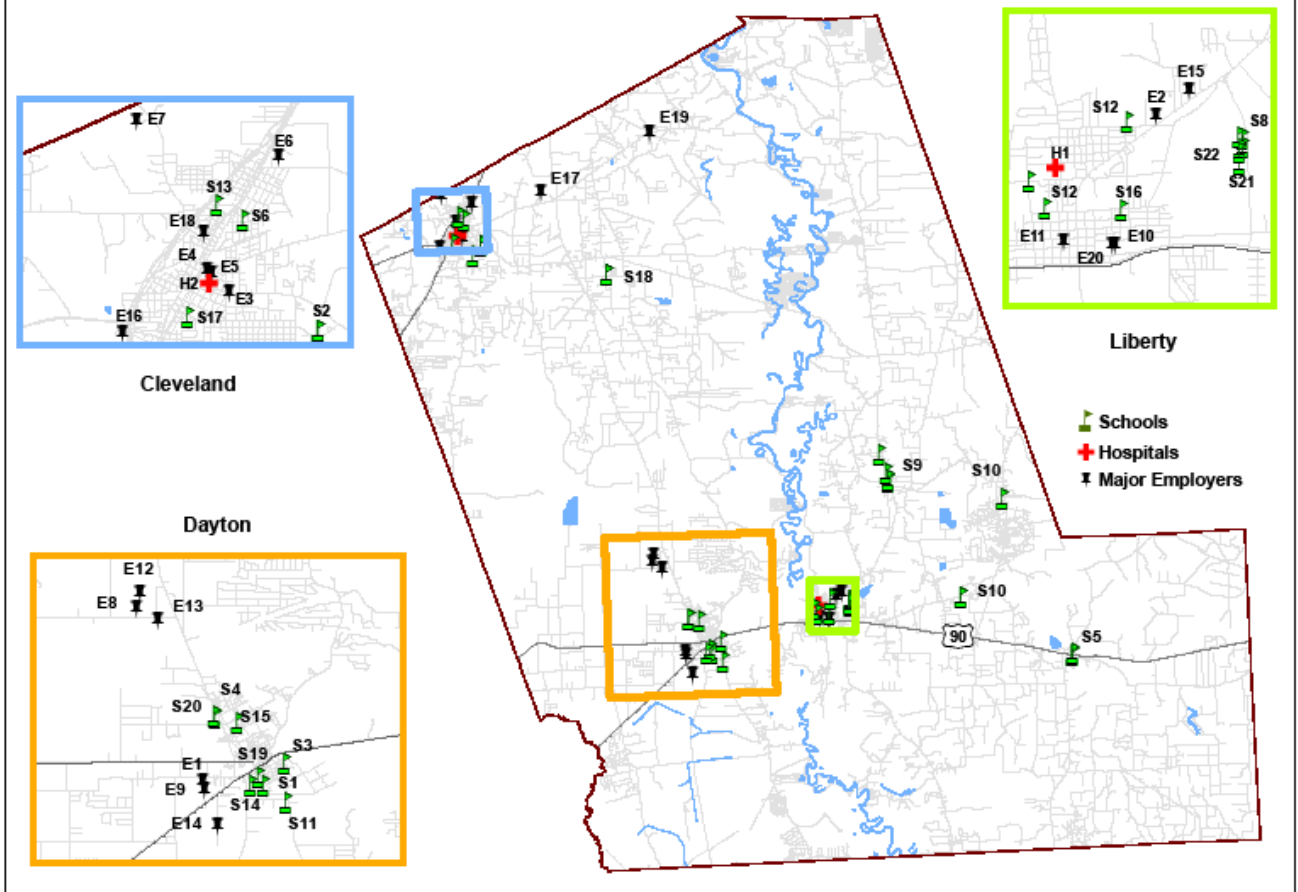 E7
E6
S13
S6
E18
E4
E5
H2
E3
E16
S17
S2
Cleveland
E19
E17
S18
E15
E2
S12
S8
H1
S22
S21
S12
S16
E11
E10
E20
Liberty
Schools
Hospitals
Major Employers
S9
S10
S10
90
S5
Dayton
E12
E8
E13
S4
S20
S15
S3
S19
E1
S1
E9
S14
S11
E14